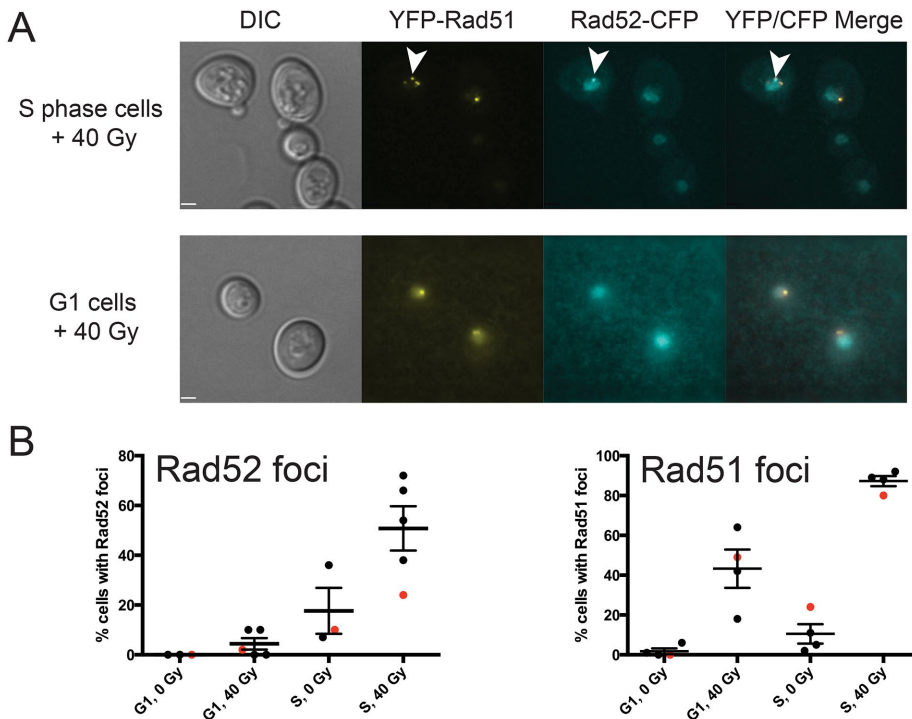 A
DIC
YFP-Rad51
Rad52-CFP
YFP/CFP Merge
S phase cells
+ 40 Gy
G1 cells
+ 40 Gy
B
Rad52 foci
% cells with Rad52 foci
80
60
40
20
0
G1, 0 Gy
G1, 40 Gy
S, 0 Gy
S, 40 Gy
Rad51 foci
% cells with Rad51 foci
100
80
60
40
20
0
G1, 0 Gy
G1, 40 Gy
S, 0 Gy
S, 40 Gy